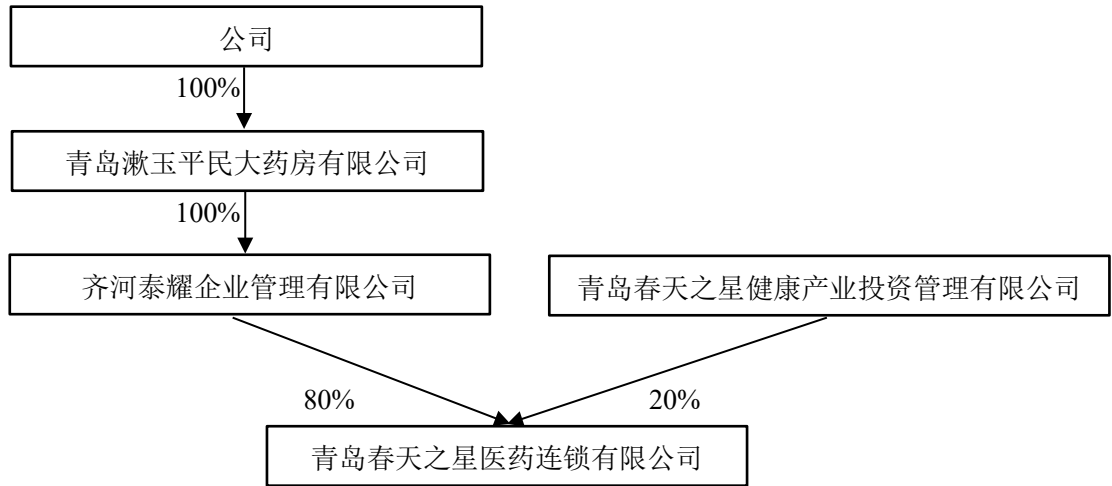 公司
100%
青岛漱玉平民大药房有限公司
100%
齐河泰耀企业管理有限公司
青岛春天之星健康产业投资管理有限公司
80%
20%
青岛春天之星医药连锁有限公司